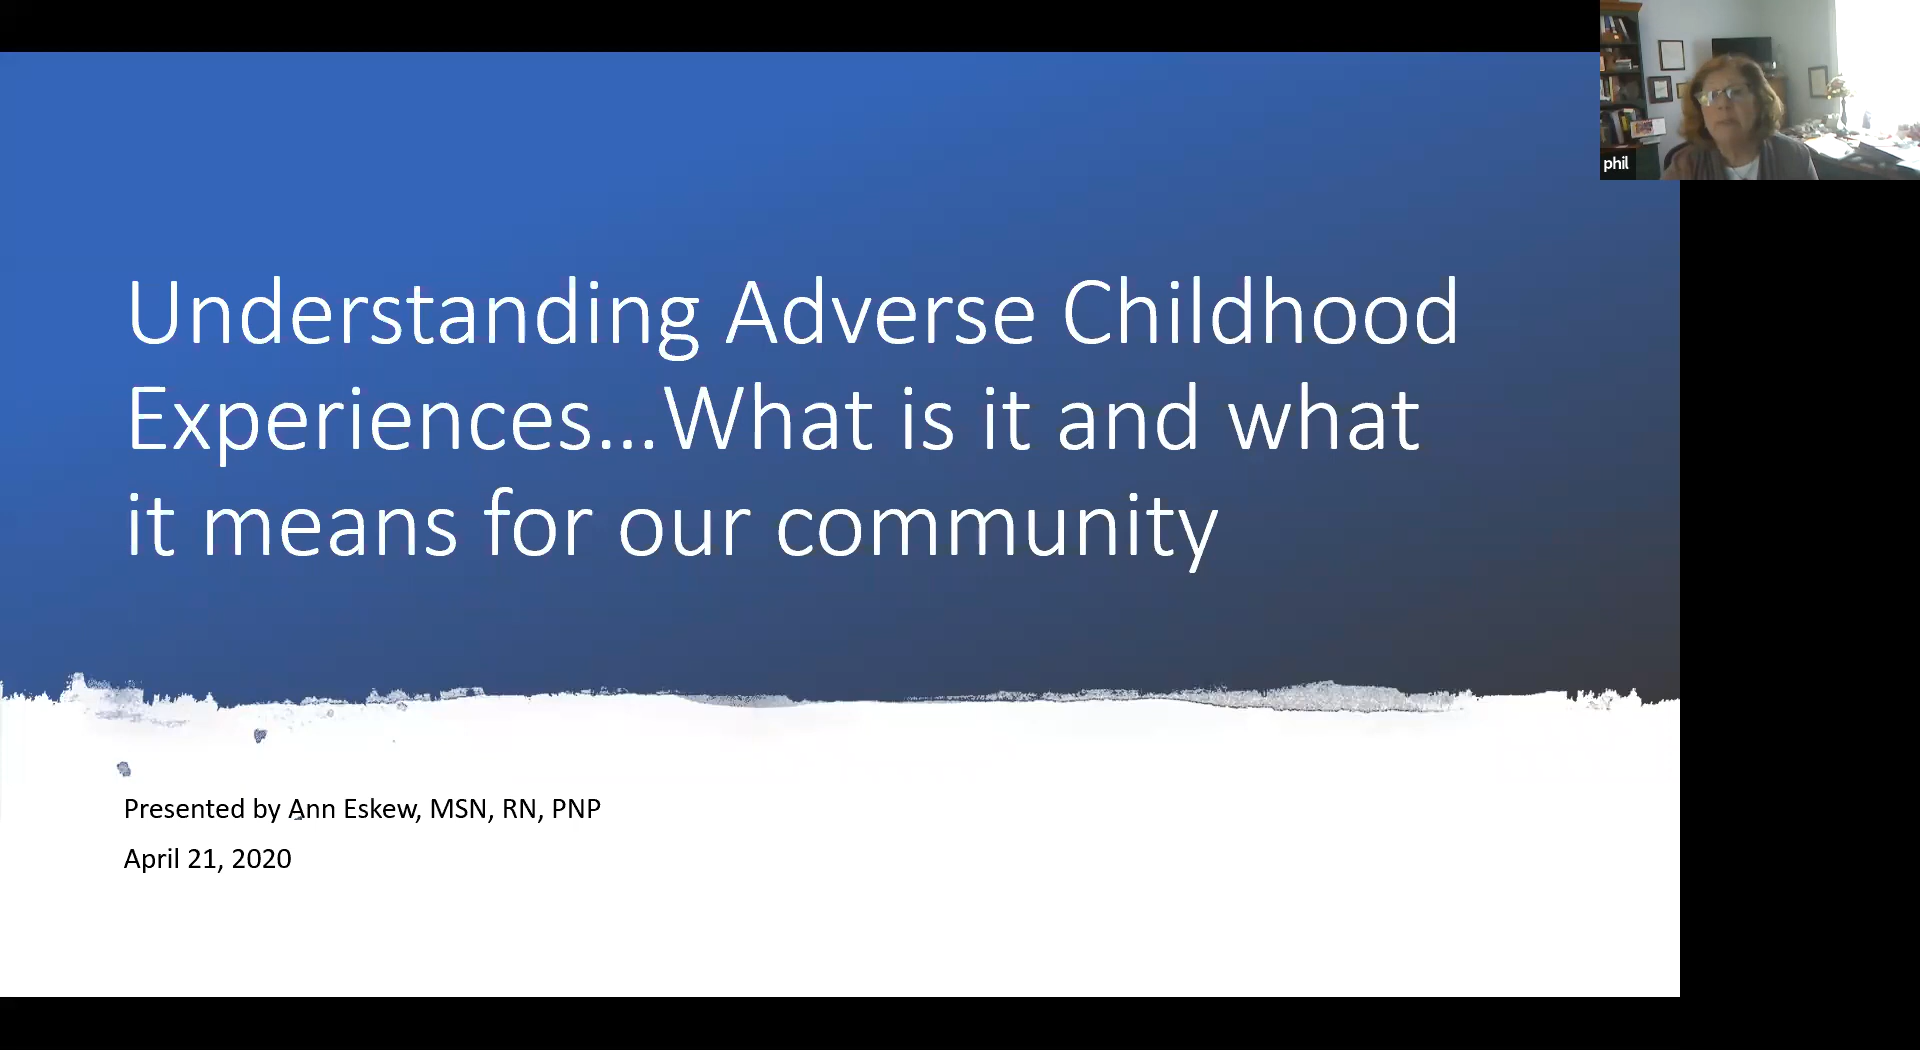 phil
Understanding Adverse Childhood
Experiences...What is it and what
it means for our community
Presented by Ann Eskew, MSN, RN, PNP
April 21, 2020